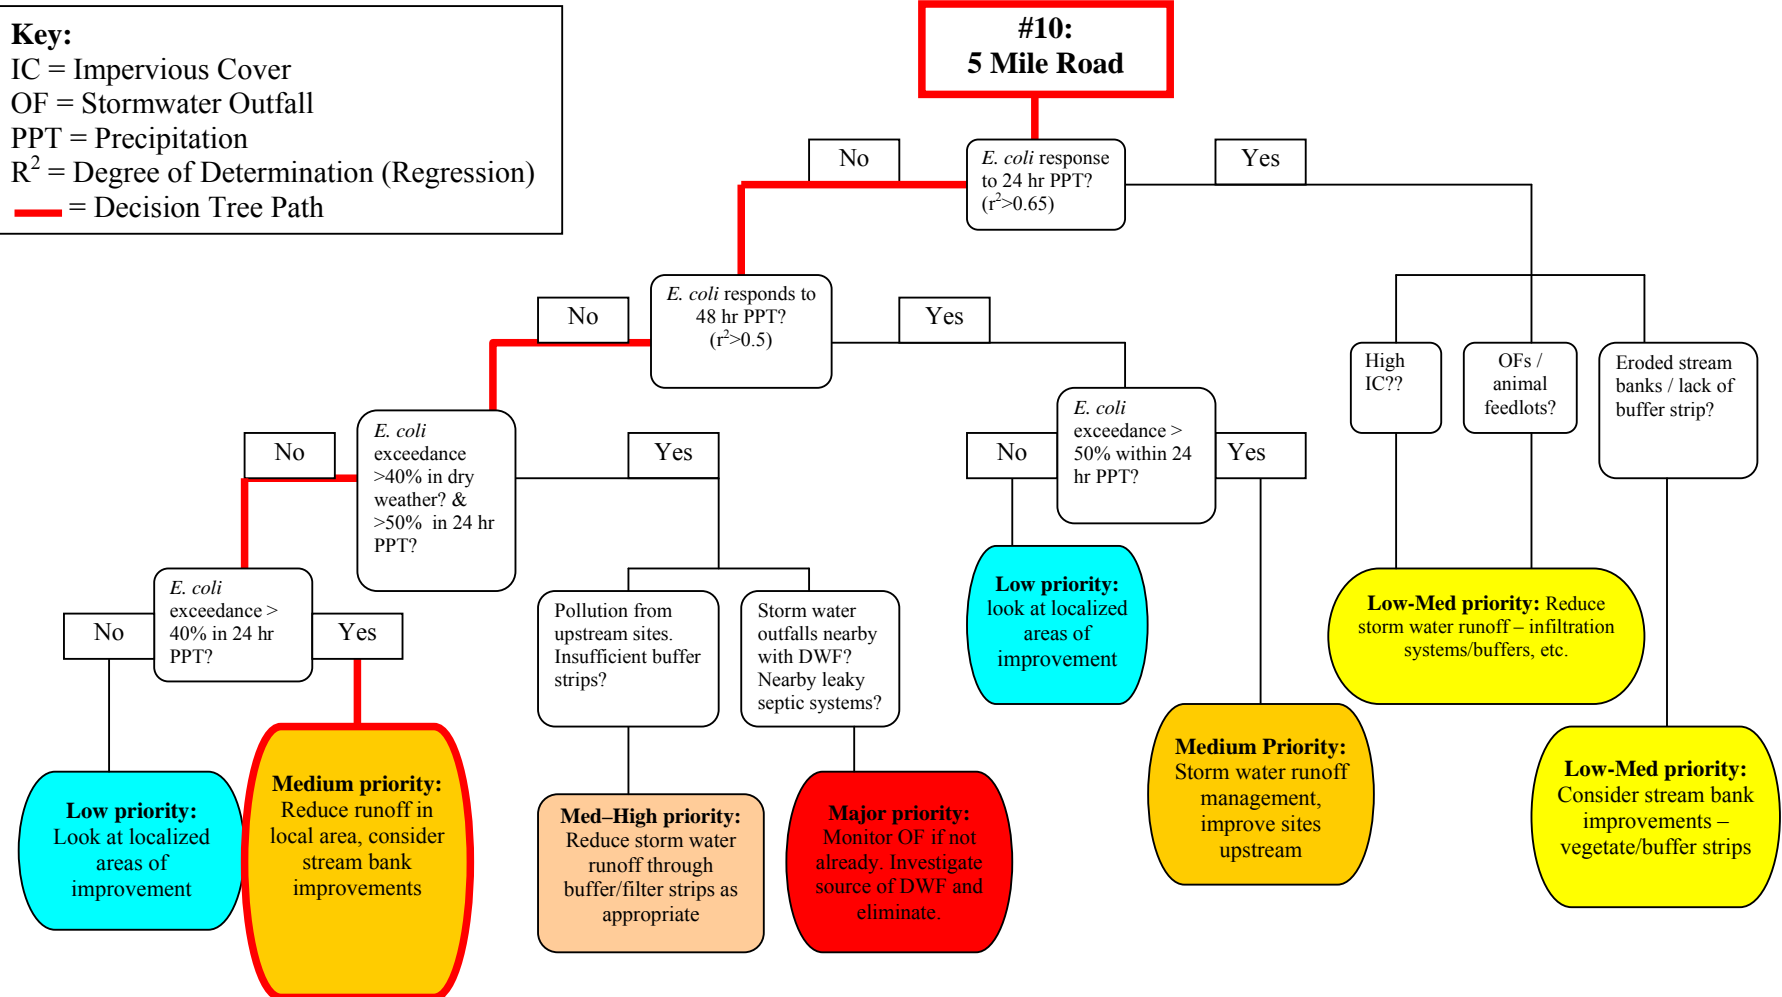 Key:
IC = Impervious Cover
OF = Stormwater Outfall
PPT = Precipitation
R² = Degree of Determination (Regression)
= Decision Tree Path
#10:
5 Mile Road
No
E. coli response
to 24 hr PPT?
(r²>0.65)
Yes
No
E. coli responds to
48 hr PPT?
(r²>0.5)
Yes
High
IC??
OFs /
animal
feedlots?
Eroded stream
banks / lack of
buffer strip?
No
E. coli
exceedance
>40% in dry
weather? &
>50% in 24 hr
PPT?
Yes
No
E. coli
exceedance >
50% within 24
hr PPT?
Yes
No
E. coli
exceedance >
40% in 24 hr
PPT?
Yes
Pollution from
upstream sites.
Insufficient buffer
strips?
Storm water
outfalls nearby
with DWF?
Nearby leaky
septic systems?
Low priority:
look at localized
areas of
improvement
Low-Med priority: Reduce
storm water runoff – infiltration
systems/buffers, etc.
Low priority:
Look at localized
areas of
improvement
Medium priority:
Reduce runoff in
local area, consider
stream bank
improvements
Med–High priority:
Reduce storm water
runoff through
buffer/filter strips as
appropriate
Major priority:
Monitor OF if not
already. Investigate
source of DWF and
eliminate.
Medium Priority:
Storm water runoff
management,
improve sites
upstream
Low-Med priority:
Consider stream bank
improvements –
vegetate/buffer strips